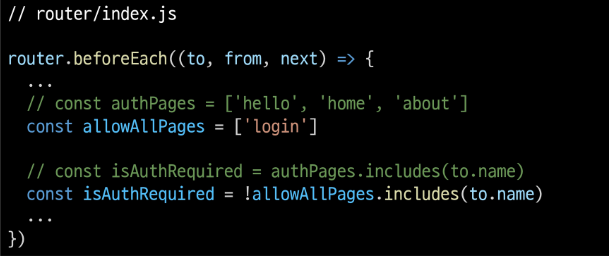 // router/index.js
router.beforeEach((to, from, next) => {
...
// const authPages = ['hello', 'home', 'about']
const allowAllPages = ['login']
// const isAuthRequired = authPages.includes(to.name)
const isAuthRequired = !allowAllPages.includes(to.name)
...
})